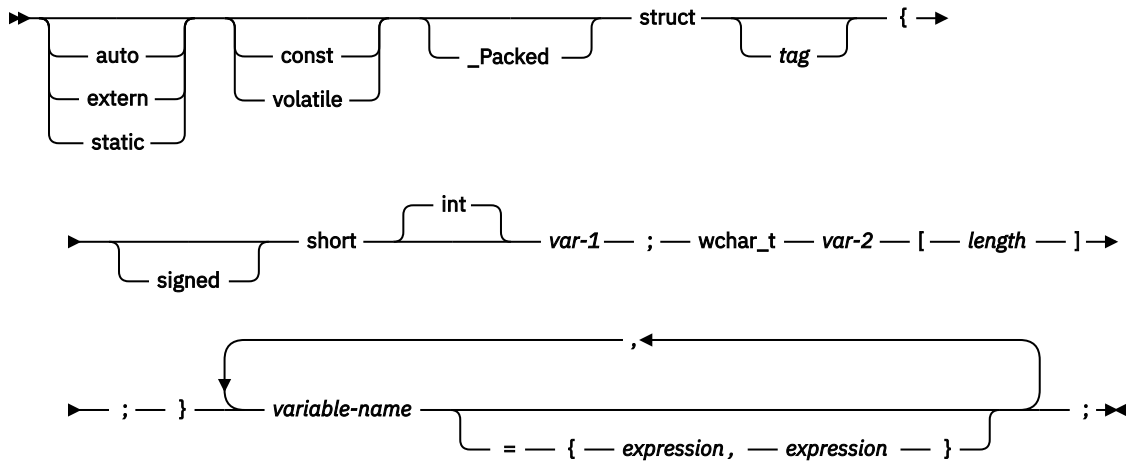 struct { 
auto const _Packed tag
extern volatile
static
int
short var-1 ; wchar_t var-2 [ length ]
signed
,
; } variable-name ;
= { expression , expression }